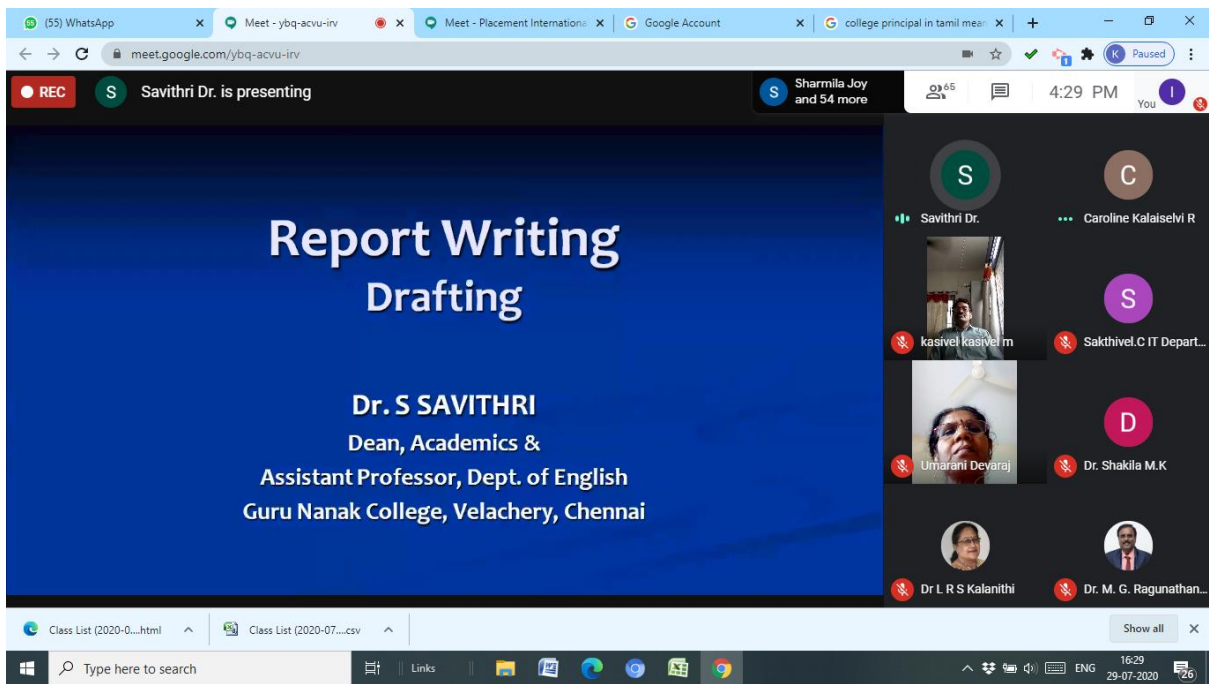 (55) WhatsApp
Meet - ybq-acvu-irv
Meet - Placement Internationa
Google Account
college principal in tamil mean
meet.google.com/ybq-acvu-irv
K
Paused
REC
S
Savithri Dr. is presenting
S
Sharmila Joy
and 54 more
65
4:29 PM
You
I
Report Writing
Drafting
Dr. S SAVITHRI
Dean, Academics &
Assistant Professor, Dept. of English
Guru Nanak College, Velachery, Chennai
S
Savithri Dr.
C
Caroline Kalaiselvi R
kasivel kasivel m
S
Sakthivel.C IT Depart...
Umarani Devaraj
D
Dr. Shakila M.K
Dr L R S Kalanithi
Dr. M. G. Ragunathan...
Class List (2020-0....html
Class List (2020-07....csv
Show all
Type here to search
Links
ENG
16:29
29-07-2020
26